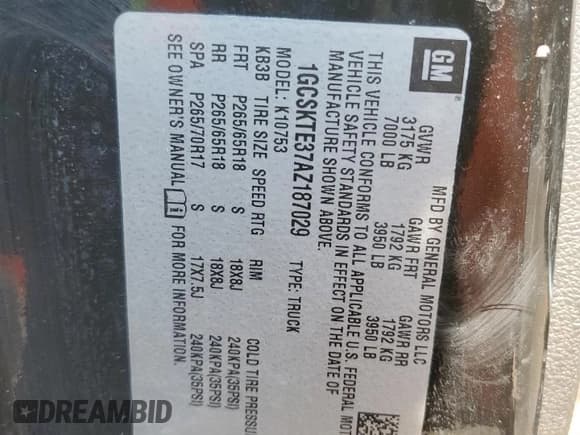 GM
MFD BY GENERAL MOTORS LLC
GVWR GAWR FRT GAWR RR
3175 KG 1792 KG 1792 KG
7000 LB 3950 LB 3950 LB
THIS VEHICLE CONFORMS TO ALL APPLICABLE U.S. FEDERAL MOT
VEHICLE SAFETY STANDARDS IN EFFECT ON THE DATE OF
MANUFACTURE SHOWN ABOVE.
1GCSKTE37AZ187029 TYPE: TRUCK
MODEL: K10753
KB3B TIRE SIZE SPEED RTG RIM COLD TIRE PRESSU
FRT P265/65R18 S 18X8J 240KPA(35PSI)
RR P265/65R18 S 18X8J 240KPA(35PSI)
SPA P265/70R17 S 17X7.5J 240KPA(35PSI)
SEE OWNER'S MANUAL FOR MORE INFORMATION.
DREAMBID